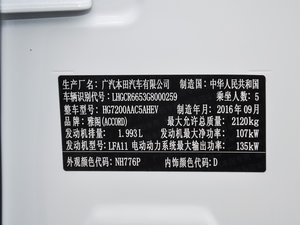 生产厂名：广汽本田汽车有限公司 制造国：中华人民共和国
车辆识别代号：LHGCR6653G8000259 乘坐人数：5
整车型号：HG7200AAC5AHEV 制造年月：2016年09月
品牌：雅阁(ACCORD) 最大允许总质量：2120kg
发动机排量：1.993L 发动机最大净功率：107kW
发动机型号：LFA11 电动动力系统最大输出功率：135kW
外观颜色代码：NH776P 内饰颜色代码：D